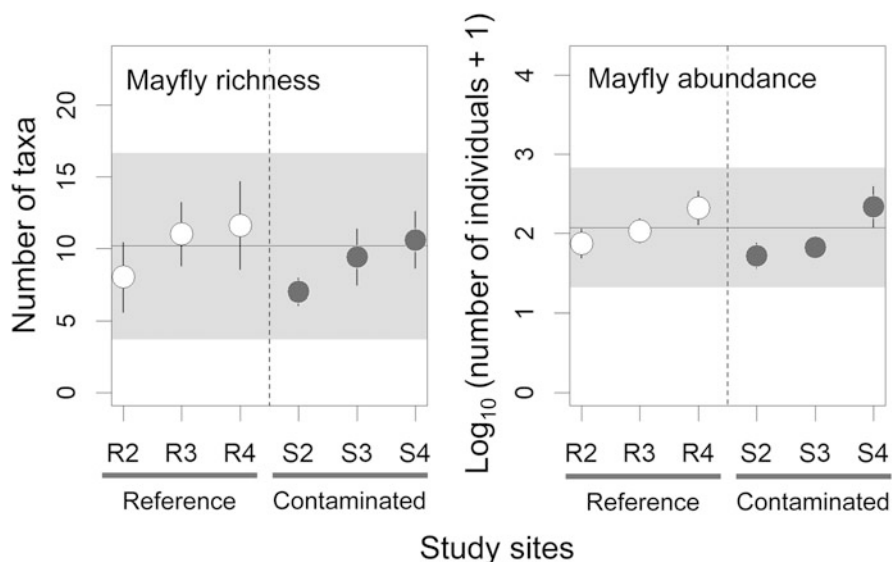 Mayfly richness
Number of taxa
20
15
10
5
0
R2 R3 R4 S2 S3 S4
Reference Contaminated
Mayfly abundance
Log10 (number of individuals + 1)
4
3
2
1
0
R2 R3 R4 S2 S3 S4
Reference Contaminated
Study sites